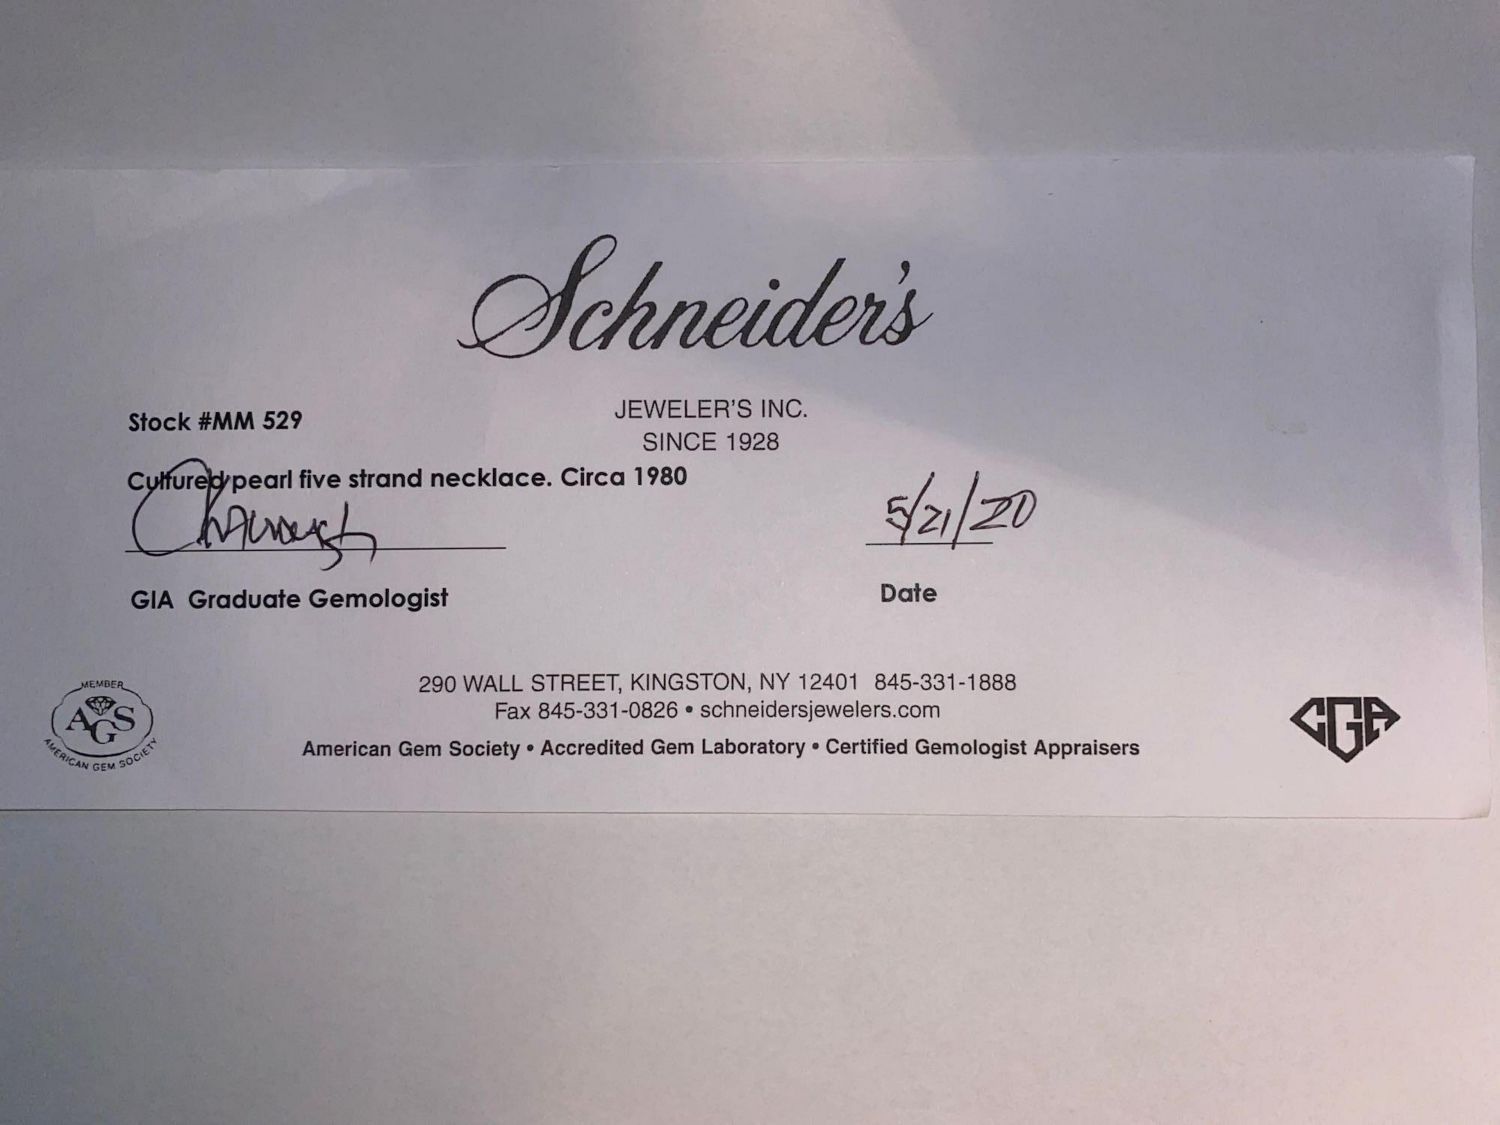 Schneider's
JEWELER'S INC.
SINCE 1928
Stock #MM 529
Cultured pearl five strand necklace. Circa 1980
5/21/20
GIA Graduate Gemologist
Date
290 WALL STREET, KINGSTON, NY 12401 845-331-1888
Fax 845-331-0826 • schneidersjewelers.com
American Gem Society • Accredited Gem Laboratory • Certified Gemologist Appraisers
MEMBER
AGS
AMERICAN GEM SOCIETY
CGA